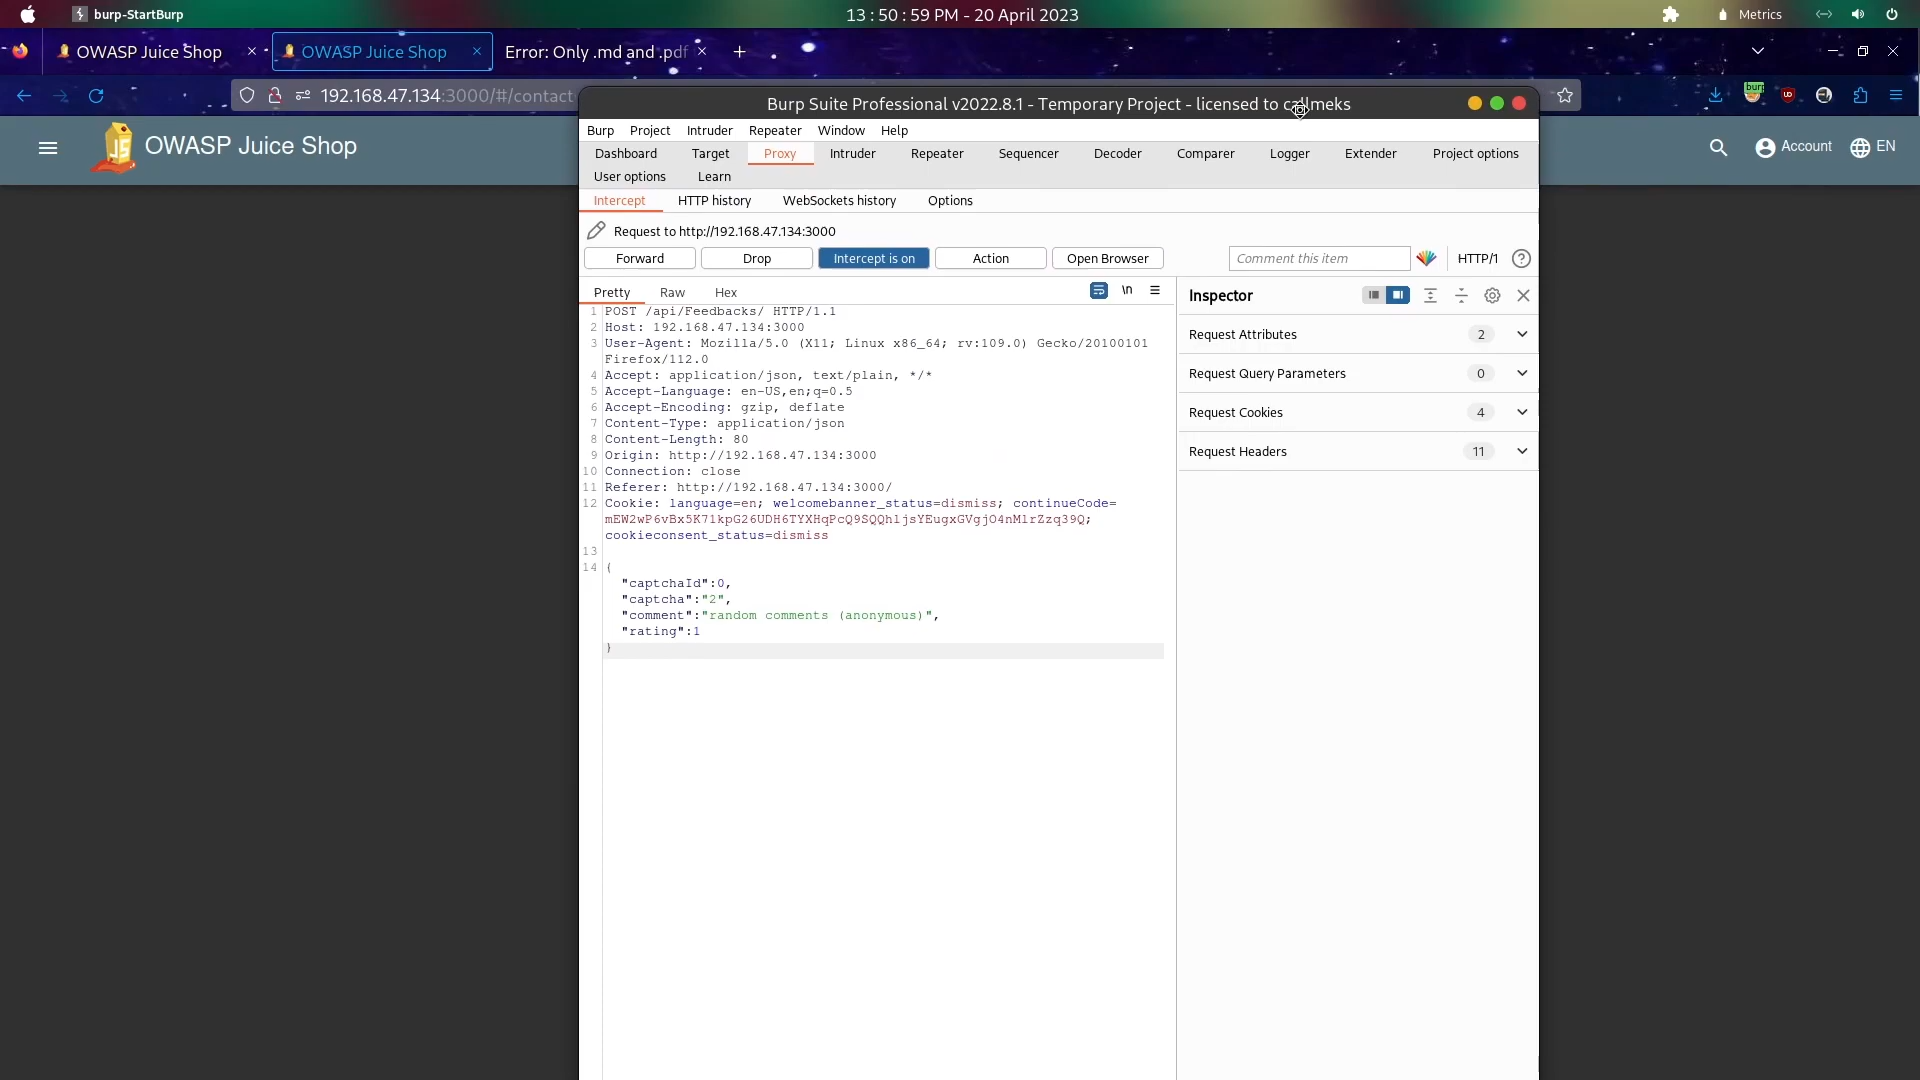 burp-StartBurp
13 : 50 : 59 PM - 20 April 2023
Metrics
OWASP Juice Shop
OWASP Juice Shop
Error: Only .md and .pdf
192.168.47.134:3000/#/contact
OWASP Juice Shop
Account
EN
Burp Suite Professional v2022.8.1 - Temporary Project - licensed to callmeks
Burp Project Intruder Repeater Window Help
Dashboard Target Proxy Intruder Repeater Sequencer Decoder Comparer Logger Extender Project options
User options Learn
Intercept HTTP history WebSockets history Options
Request to http://192.168.47.134:3000
Forward Drop Intercept is on Action Open Browser Comment this item HTTP/1 ?
Pretty Raw Hex \n
1 POST /api/Feedbacks/ HTTP/1.1
2 Host: 192.168.47.134:3000
3 User-Agent: Mozilla/5.0 (X11; Linux x86_64; rv:109.0) Gecko/20100101
Firefox/112.0
4 Accept: application/json, text/plain, */*
5 Accept-Language: en-US,en;q=0.5
6 Accept-Encoding: gzip, deflate
7 Content-Type: application/json
8 Content-Length: 80
9 Origin: http://192.168.47.134:3000
10 Connection: close
11 Referer: http://192.168.47.134:3000/
12 Cookie: language=en; welcomebanner_status=dismiss; continueCode=
cookieconsent_status=dismiss
13
14 {
"captchaId":0,
"captcha":"2",
"comment":"random comments (anonymous)",
"rating":1
}
Inspector
Request Attributes 2
Request Query Parameters 0
Request Cookies 4
Request Headers 11